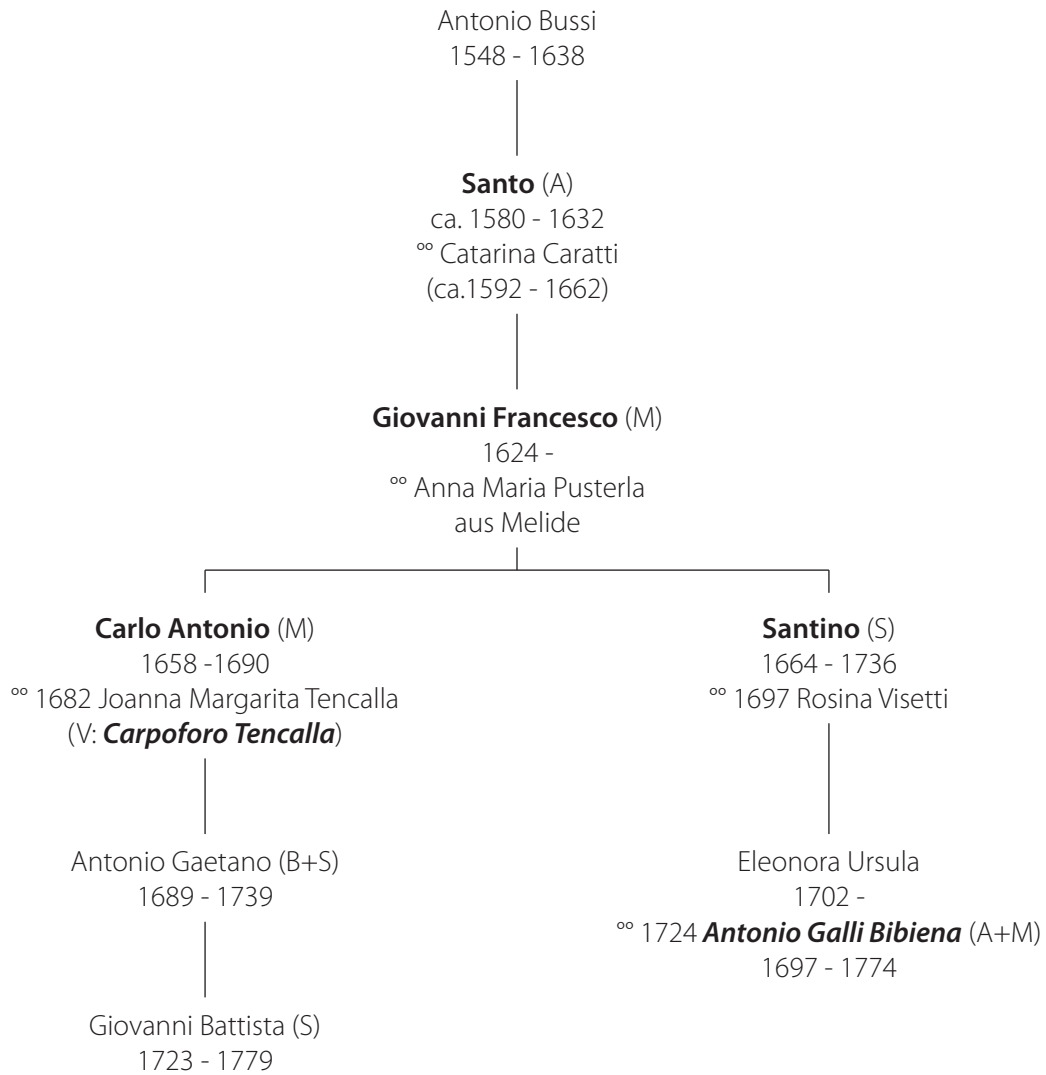 Antonio Bussi
1548 - 1638
Santo (A)
ca. 1580 - 1632
°° Catarina Caratti
(ca.1592 - 1662)
Giovanni Francesco (M)
1624 -
°° Anna Maria Pusterla
aus Melide
Carlo Antonio (M)
1658 -1690
°° 1682 Joanna Margarita Tencalla
(V: Carpoforo Tencalla)
Santino (S)
1664 - 1736
°° 1697 Rosina Visetti
Antonio Gaetano (B+S)
1689 - 1739
Eleonora Ursula
1702 -
°° 1724 Antonio Galli Bibiena (A+M)
1697 - 1774
Giovanni Battista (S)
1723 - 1779